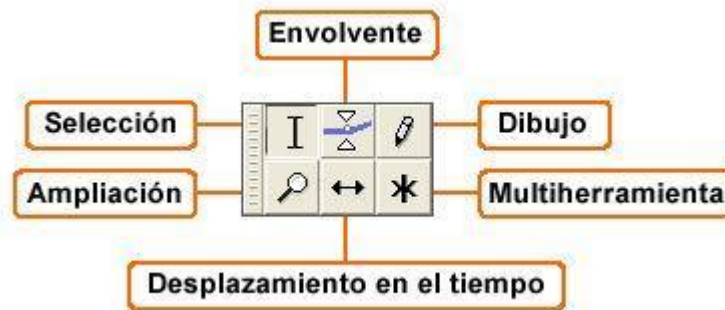 Envolvente
Selección
Dibujo
Ampliación
Multiherramienta
Desplazamiento en el tiempo